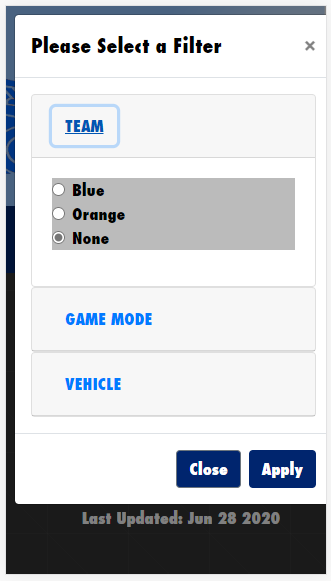 Please Select a Filter ×
TEAM
Blue
Orange
None
GAME MODE
VEHICLE
Close Apply
Last Updated: Jun 28 2020